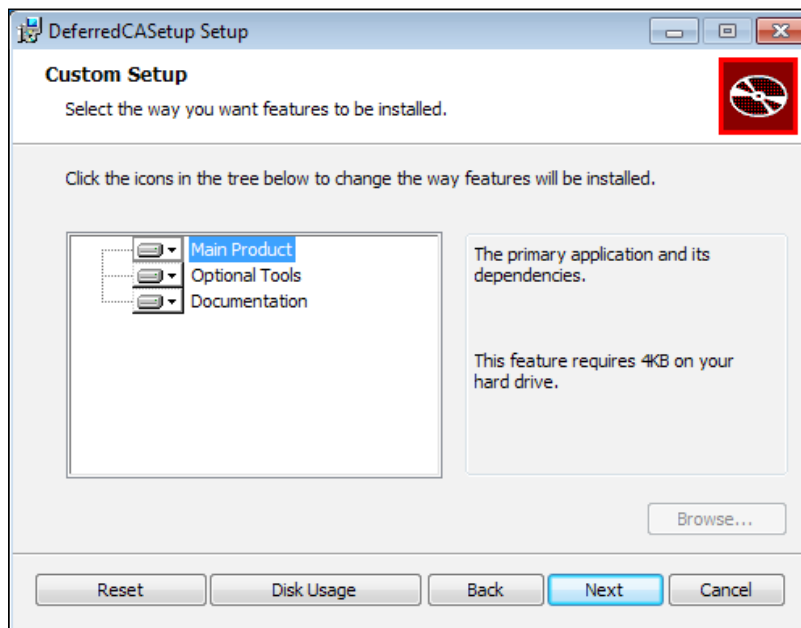 DeferredCASetup Setup
Custom Setup
Select the way you want features to be installed.
Click the icons in the tree below to change the way features will be installed.
Main Product
Optional Tools
Documentation
The primary application and its
dependencies.
This feature requires 4KB on your
hard drive.
Browse...
Reset
Disk Usage
Back
Next
Cancel